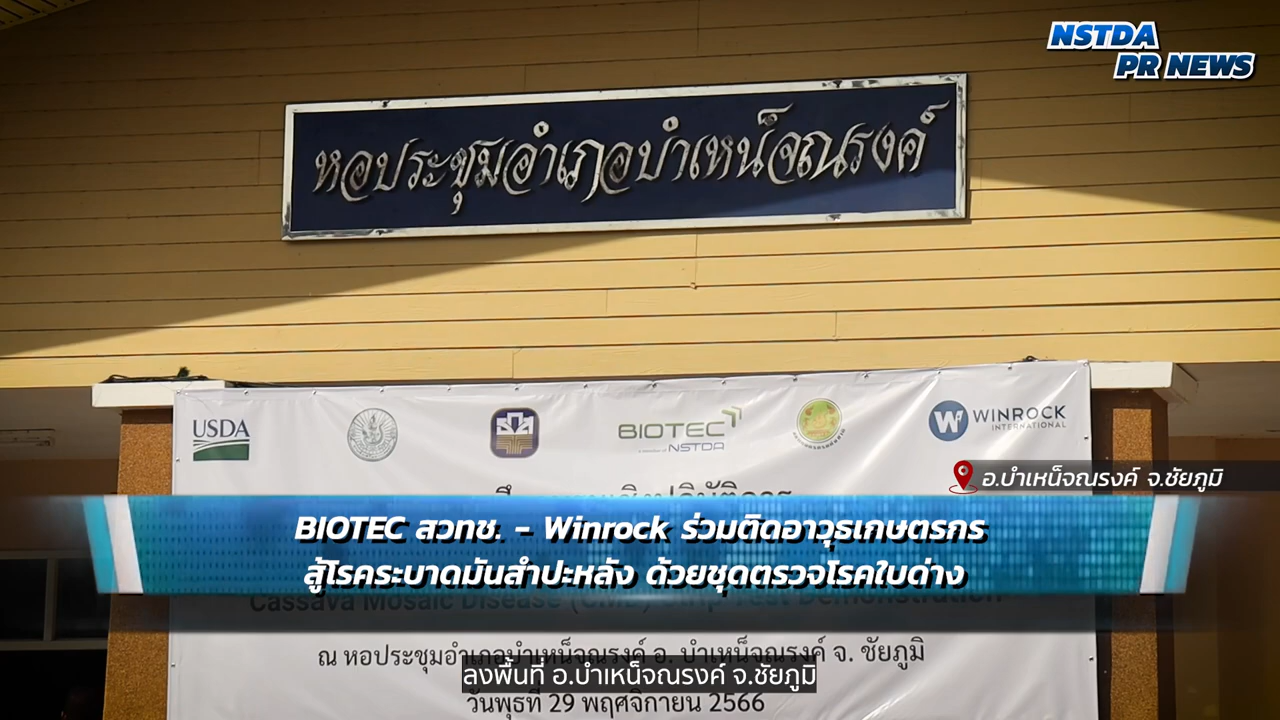 NSTDA
PR NEWS
หอประชุมอำเภอบำเหน็จณรงค์
USDA
BIOTEC
a member of NSTDA
WINROCK
INTERNATIONAL
อ.บำเหน็จณรงค์ จ.ชัยภูมิ
BIOTEC สวทช. - Winrock ร่วมติดอาวุธเกษตรกร
สู้โรคระบาดมันสำปะหลัง ด้วยชุดตรวจโรคใบด่าง
Cassava Mosaic Disease (CMD) Strip Test Demonstration
ณ หอประชุมอำเภอบำเหน็จณรงค์ อ. บำเหน็จณรงค์ จ. ชัยภูมิ
ลงพื้นที่ อ.บำเหน็จณรงค์ จ.ชัยภูมิ
วันพุธที่ 29 พฤศจิกายน 2566